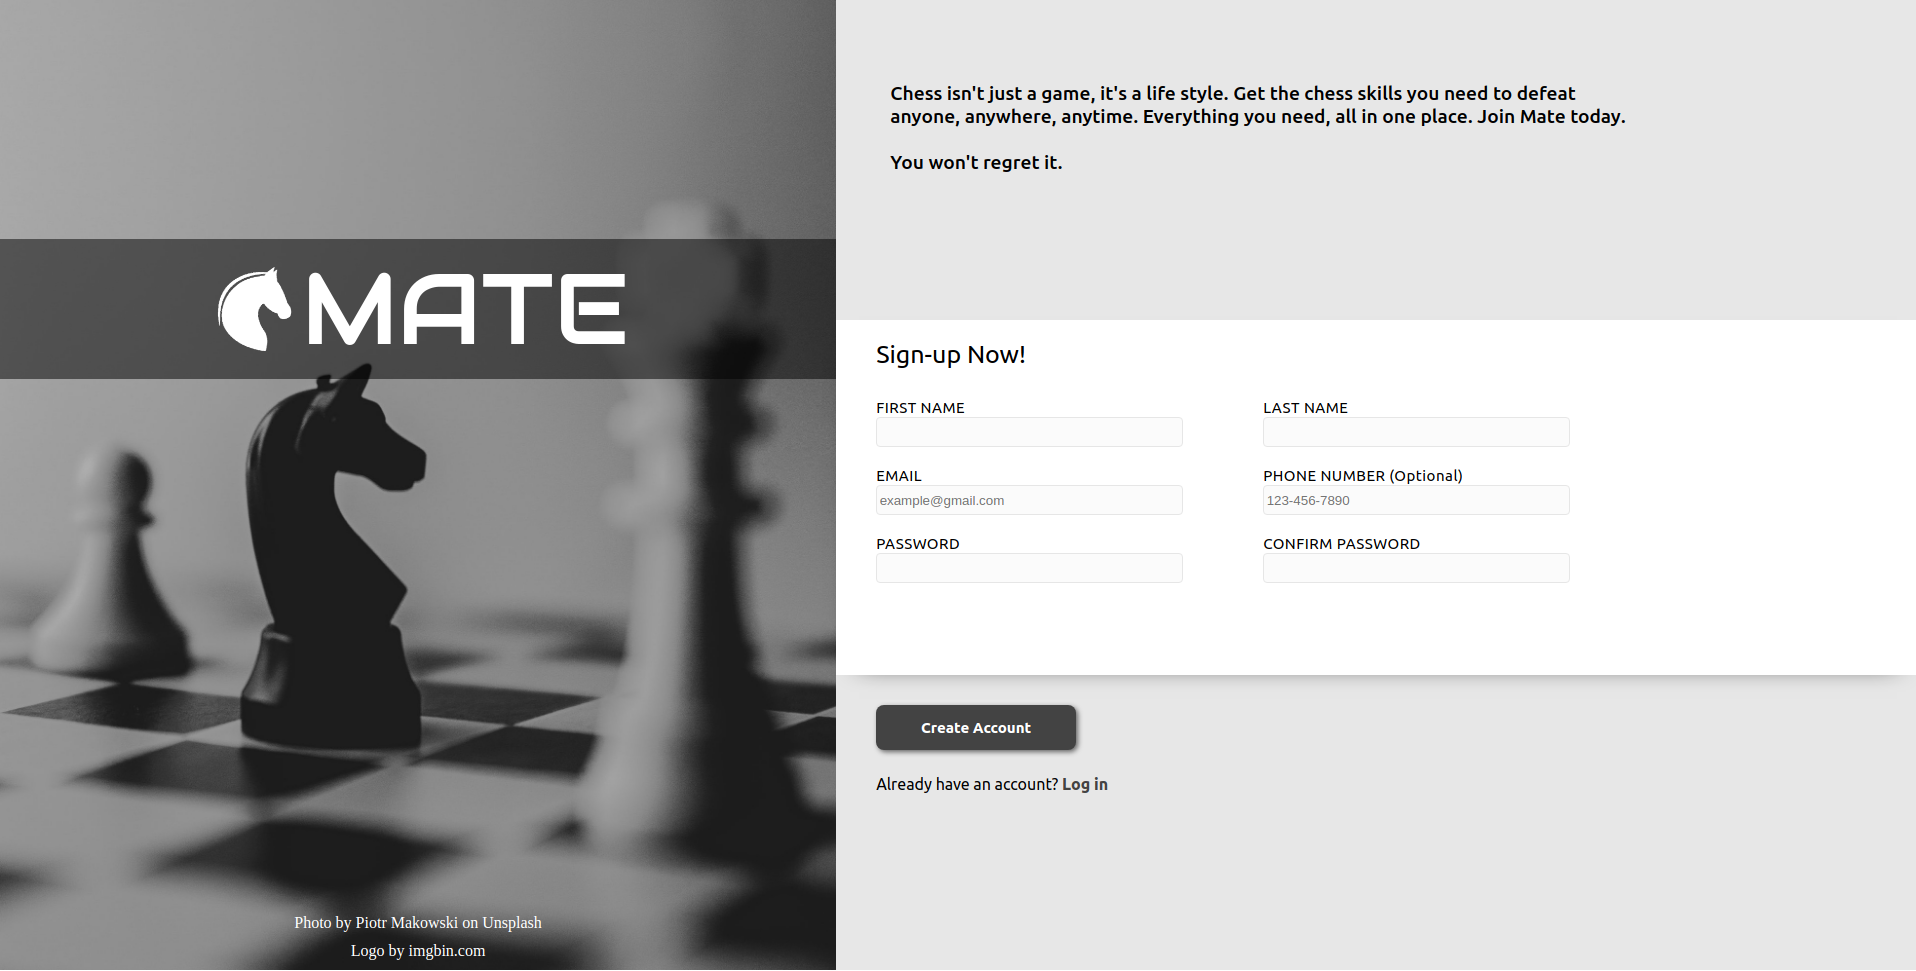 MATE
Photo by Piotr Makowski on Unsplash
Logo by imgbin.com
Chess isn't just a game, it's a life style. Get the chess skills you need to defeat
anyone, anywhere, anytime. Everything you need, all in one place. Join Mate today.
You won't regret it.
Sign-up Now!
FIRST NAME
LAST NAME
EMAIL
PHONE NUMBER (Optional)
example@gmail.com
123-456-7890
PASSWORD
CONFIRM PASSWORD
Create Account
Already have an account? Log in